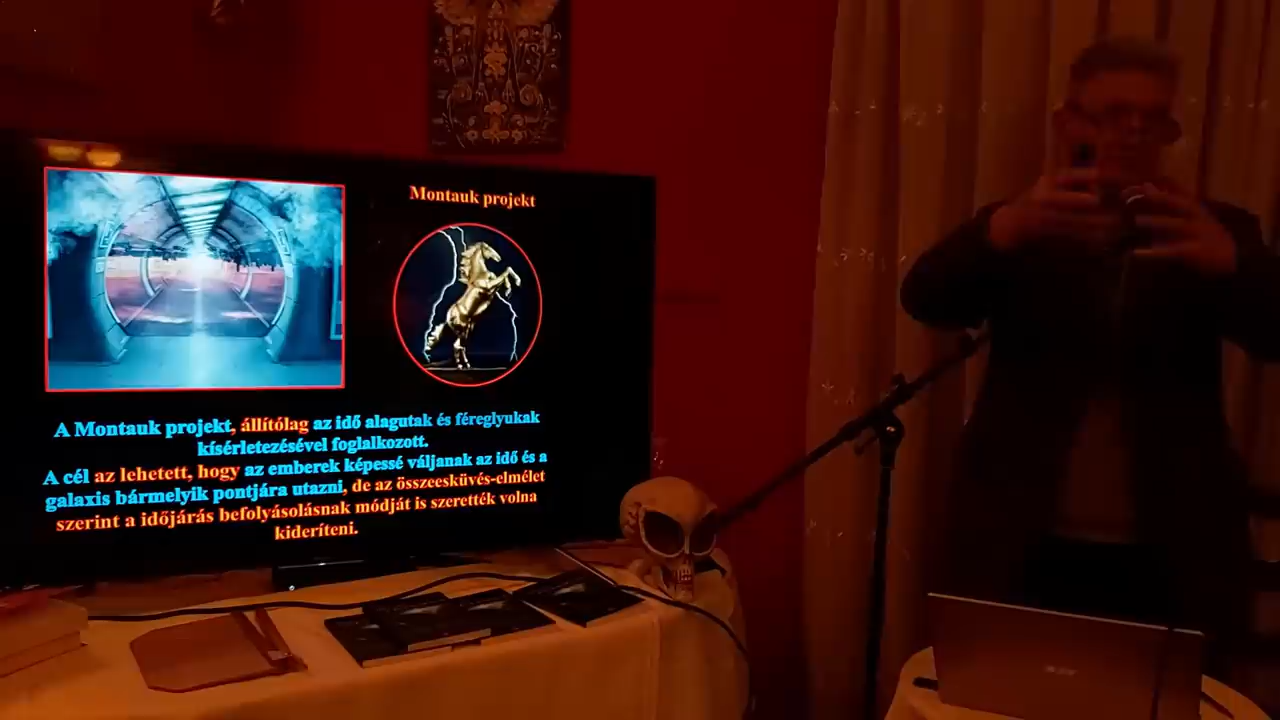 Montauk projekt
A Montauk projekt, állítólag az idő alagutak és féreglyukak
kísérletezésével foglalkozott.
A cél az lehetett, hogy az emberek képessé váljanak az idő és a
galaxis bármelyik pontjára utazni, de az összeesküvés-elmélet
szerint a időjárás befolyásolásnak módját is szerették volna
kideríteni.
acer